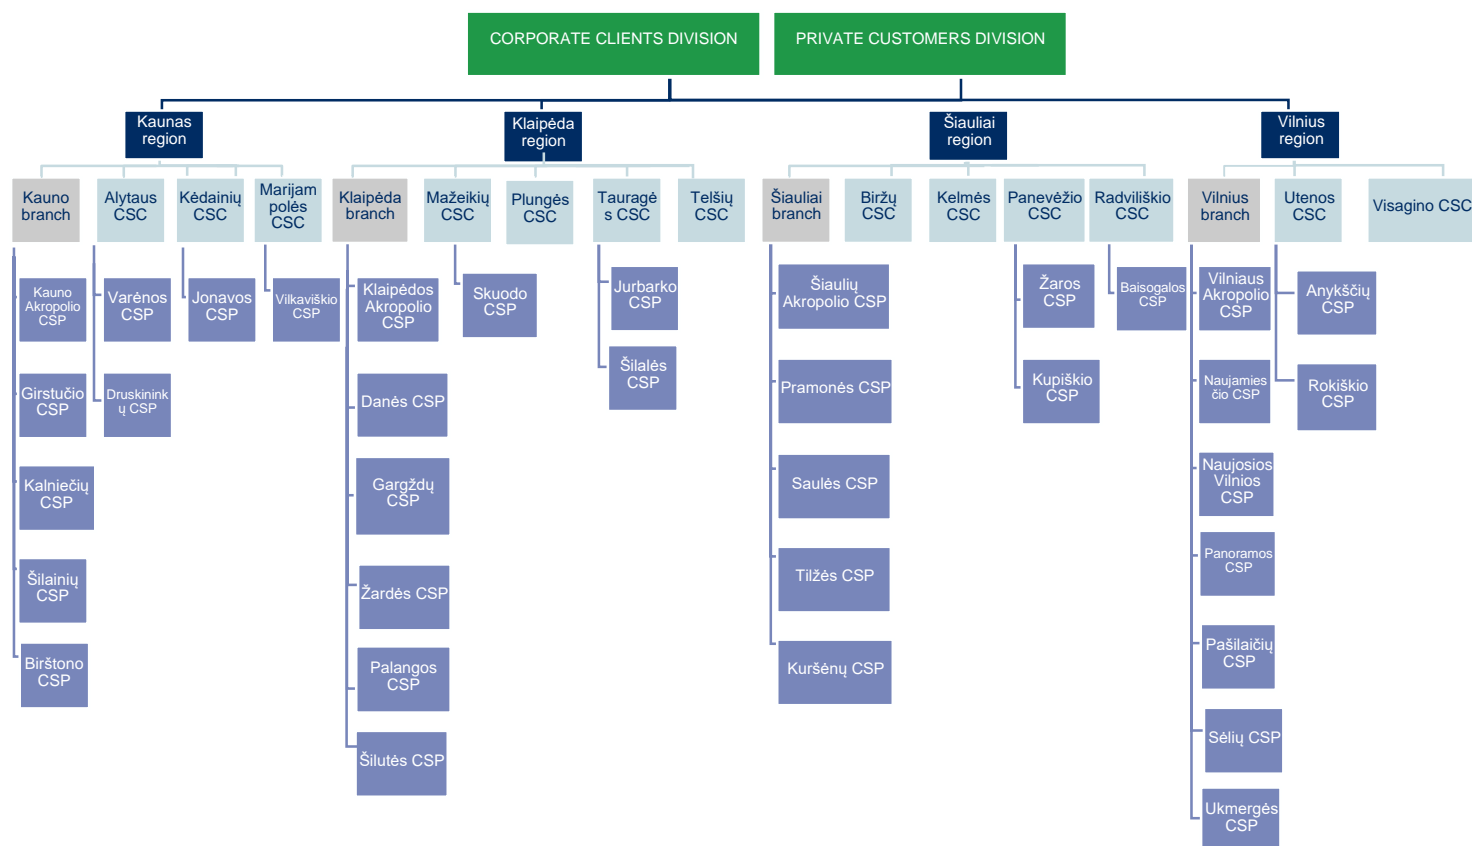 CORPORATE CLIENTS DIVISION
PRIVATE CUSTOMERS DIVISION
Kaunas
region
Klaipėda
region
Šiauliai
region
Vilnius
region
Kauno
branch
Alytaus
CSC
Kėdainių
CSC
Marijam
polės
CSC
Klaipėda
branch
Mažeikių
CSC
Plungės
CSC
Tauragė
s CSC
Telšių
CSC
Šiauliai
branch
Biržų
CSC
Kelmės
CSC
Panevėžio
CSC
Radviliškio
CSC
Vilnius
branch
Utenos
CSC
Visagino CSC
Kauno
Akropolio
CSP
Varėnos
CSP
Jonavos
CSP
Vilkaviškio
CSP
Klaipėdos
Akropolio
CSP
Skuodo
CSP
Jurbarko
CSP
Šiaulių
Akropolio CSP
Žaros
CSP
Baisogalos
CSP
Vilniaus
Akropolio
CSP
Anykščių
CSP
Girstučio
CSP
Druskinink
ų CSP
Danės CSP
Šilalės
CSP
Pramonės CSP
Kupiškio
CSP
Naujamies
čio CSP
Rokiškio
CSP
Kalniečių
CSP
Gargždų
CSP
Saulės CSP
Naujosios
Vilnios
CSP
Šilainių
CSP
Žardės CSP
Tilžės CSP
Panoramos
CSP
Birštono
CSP
Palangos
CSP
Kuršėnų CSP
Pašilaičių
CSP
Šilutės CSP
Sėlių CSP
Ukmergės
CSP